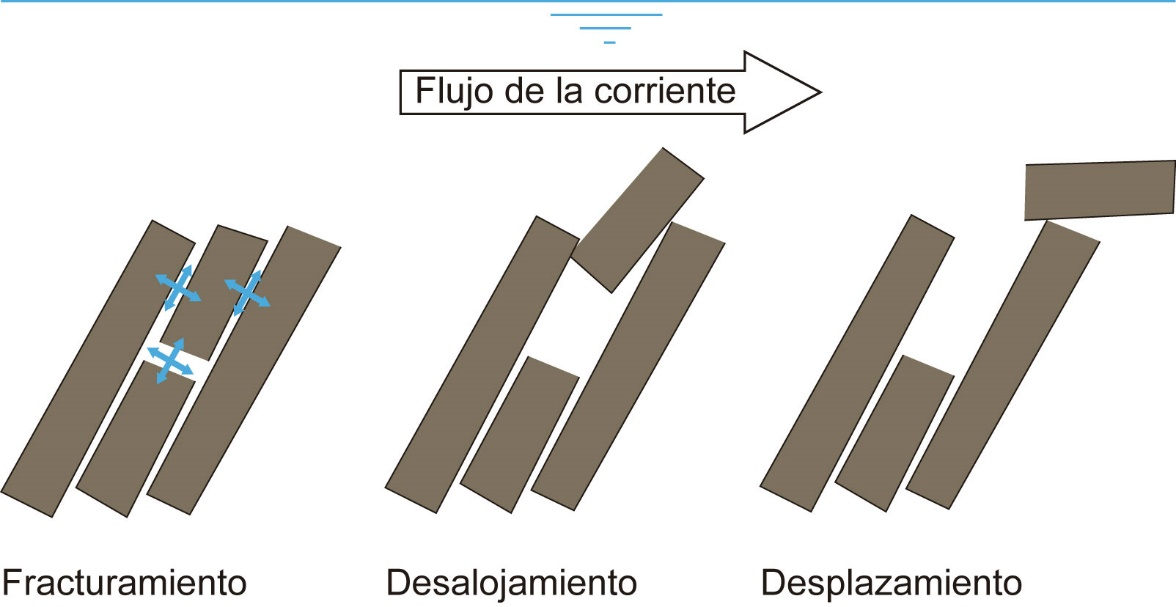 Flujo de la corriente
Fracturamiento
Desalojamiento
Desplazamiento